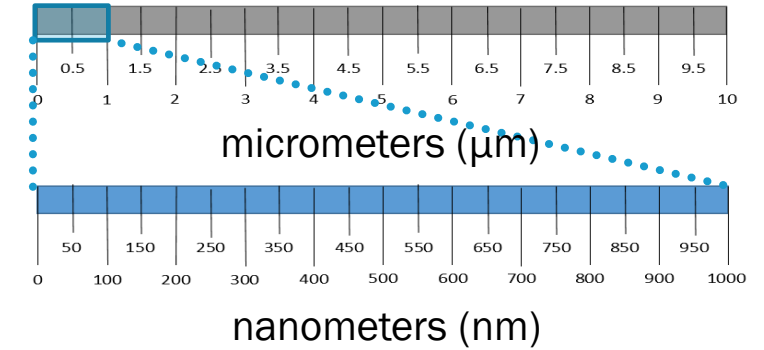 0.5 1.5 2.5 3.5 4.5 5.5 6.5 7.5 8.5 9.5
0 1 2 3 4 5 6 7 8 9 10
micrometers (μm)
50 150 250 350 450 550 650 750 850 950
0 100 200 300 400 500 600 700 800 900 1000
nanometers (nm)